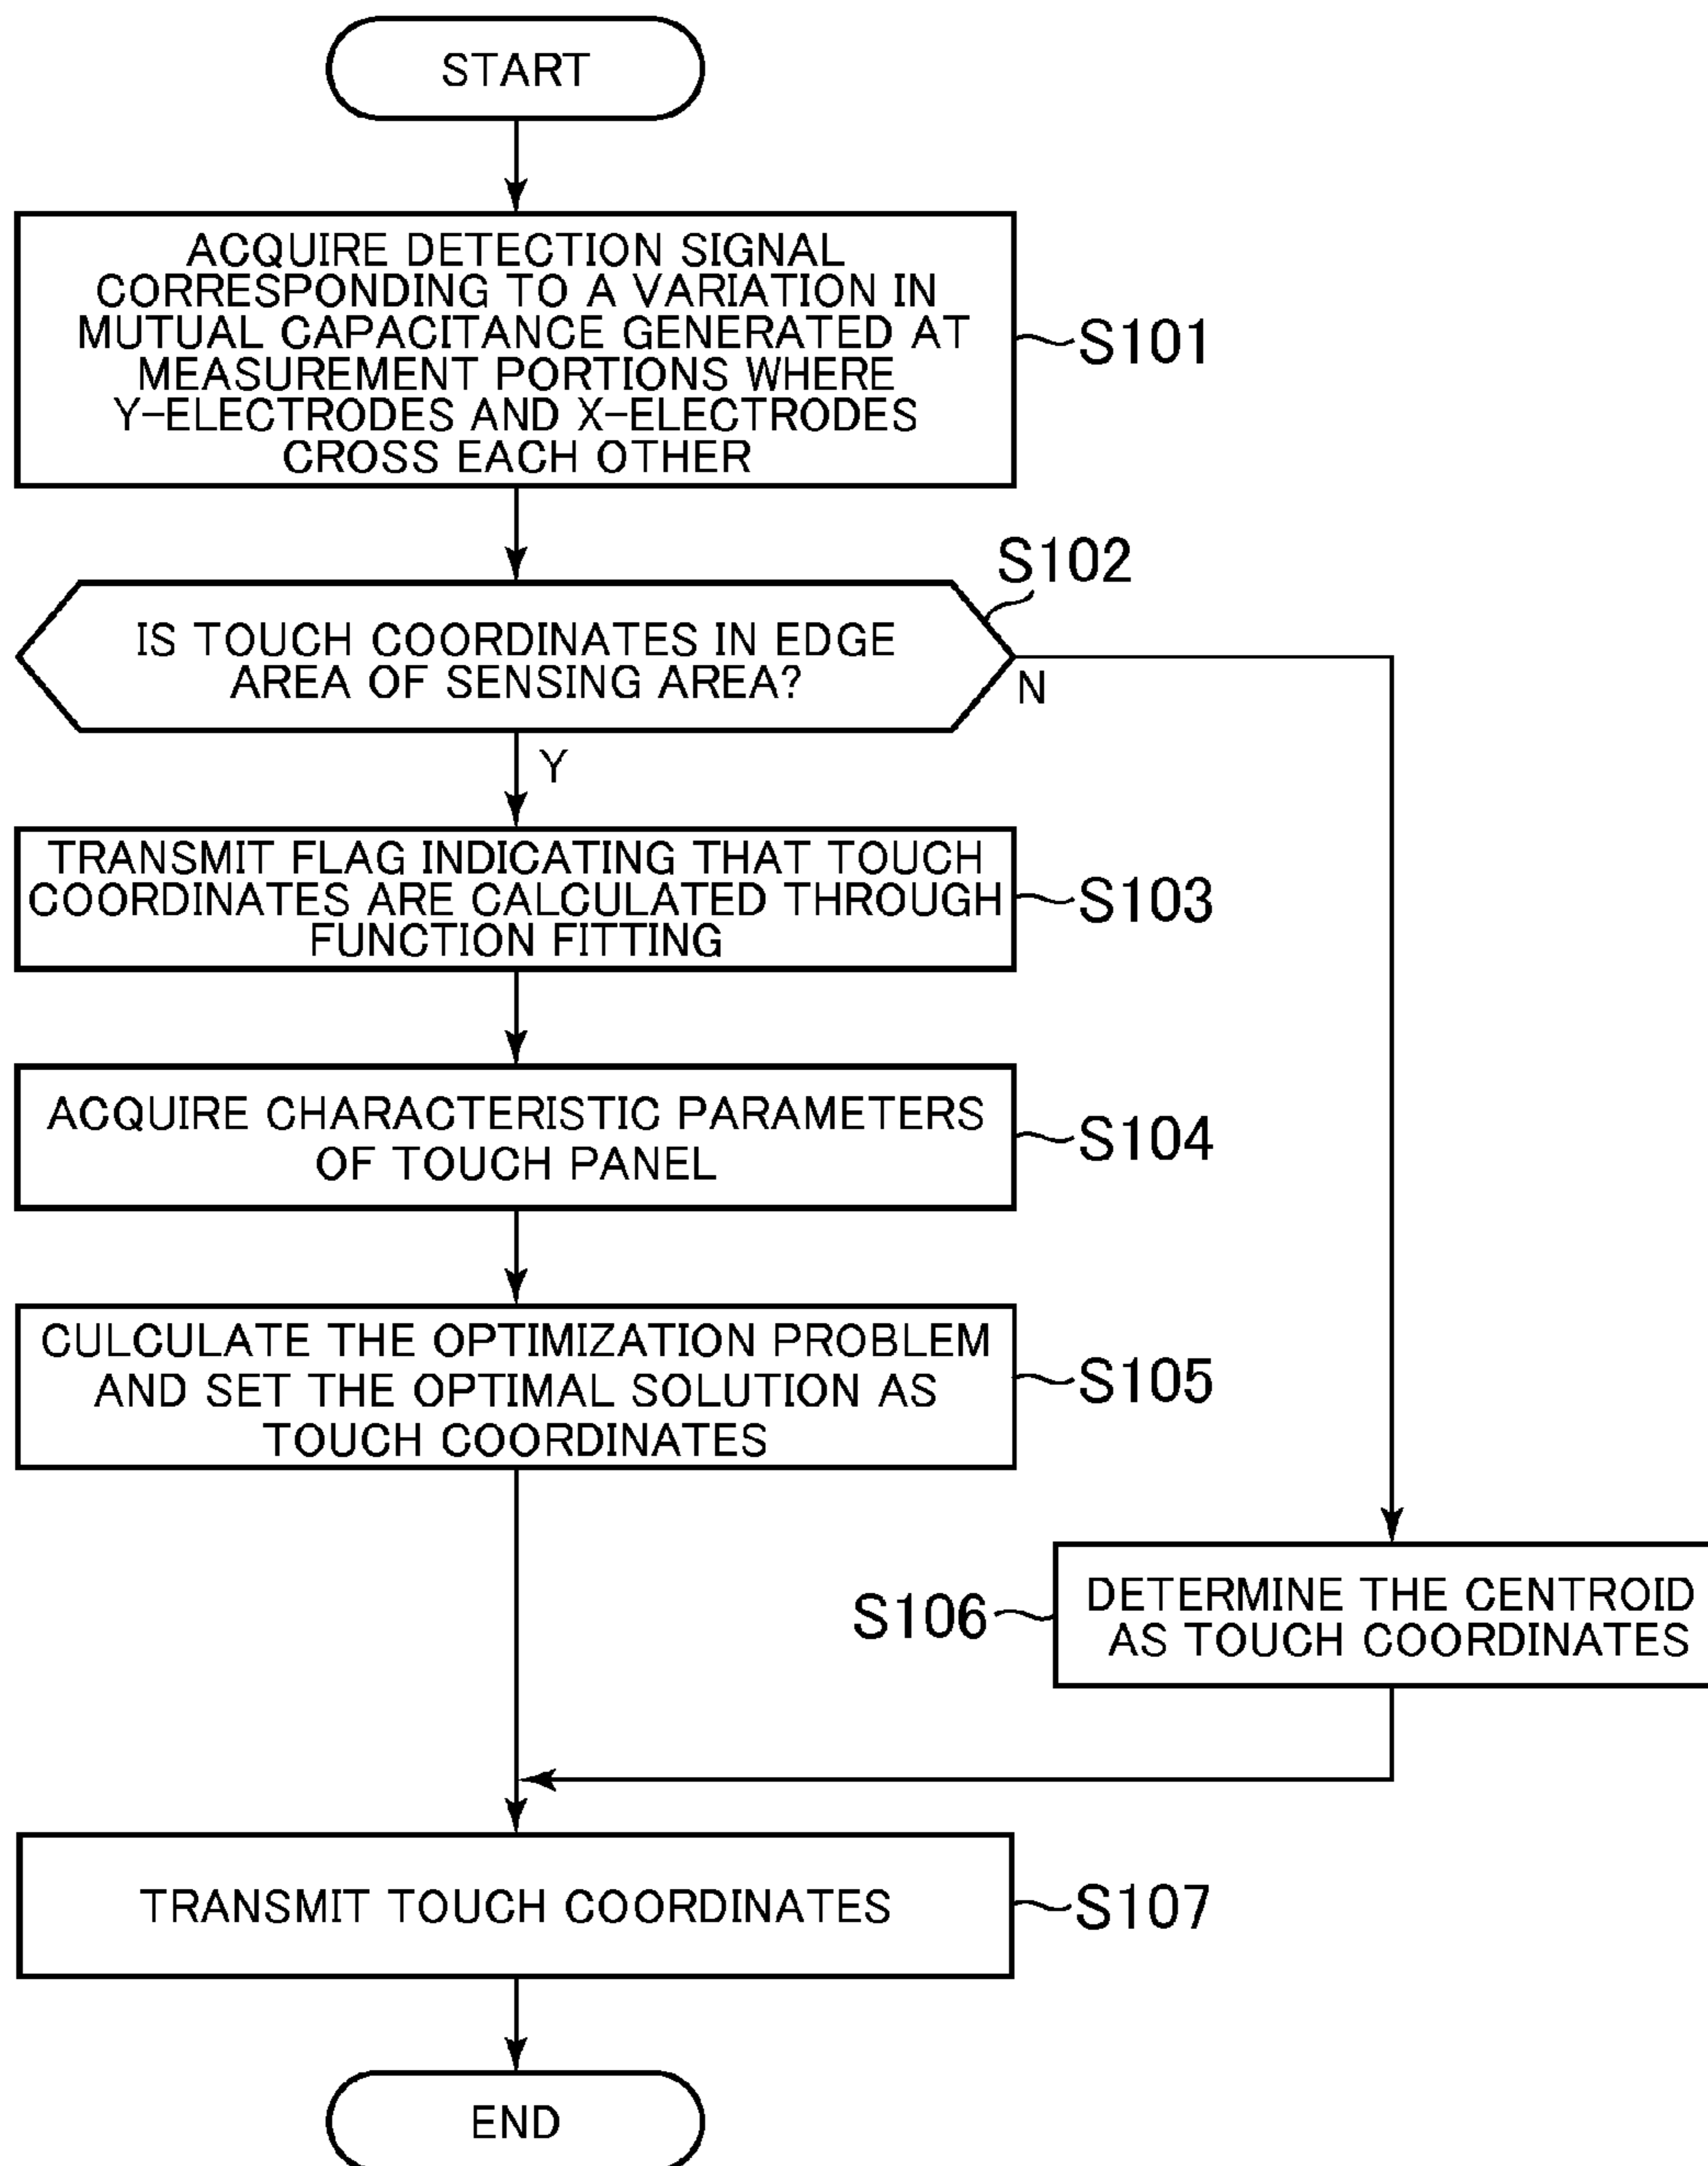 START
ACQUIRE DETECTION SIGNAL
CORRESPONDING TO A VARIATION IN
MUTUAL CAPACITANCE GENERATED AT
MEASUREMENT PORTIONS WHERE
Y-ELECTRODES AND X-ELECTRODES
CROSS EACH OTHER
S101
S102
IS TOUCH COORDINATES IN EDGE
AREA OF SENSING AREA?
N
Y
TRANSMIT FLAG INDICATING THAT TOUCH
COORDINATES ARE CALCULATED THROUGH
FUNCTION FITTING
S103
ACQUIRE CHARACTERISTIC PARAMETERS
OF TOUCH PANEL
S104
CULCULATE THE OPTIMIZATION PROBLEM
AND SET THE OPTIMAL SOLUTION AS
TOUCH COORDINATES
S105
S106
DETERMINE THE CENTROID
AS TOUCH COORDINATES
TRANSMIT TOUCH COORDINATES
S107
END